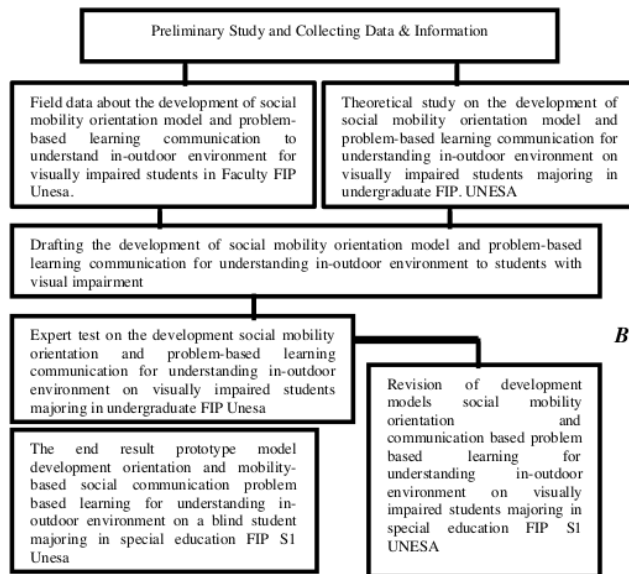 Preliminary Study and Collecting Data & Information
Field data about the development of social
mobility orientation model and problem-
based learning communication to
understand in-outdoor environment for
visually impaired students in Faculty FIP
Unesa.
Theoretical study on the development of
social mobility orientation model and
problem-based learning communication for
understanding in-outdoor environment on
visually impaired students majoring in
undergraduate FIP. UNESA
Drafting the development of social mobility orientation model and problem-based
learning communication for understanding in-outdoor environment to students with
visual impairment
Expert test on the development social mobility
orientation and problem-based learning
communication for understanding in-outdoor
environment on visually impaired students
majoring in undergraduate FIP Unesa
B
Revision of development
models social mobility
orientation and
communication based problem
based learning for
understanding in-outdoor
environment on visually
impaired students majoring in
special education FIP S1
UNESA
The end result prototype model
development orientation and mobility-
based social communication problem
based learning for understanding in-
outdoor environment on a blind student
majoring in special education FIP S1
Unesa